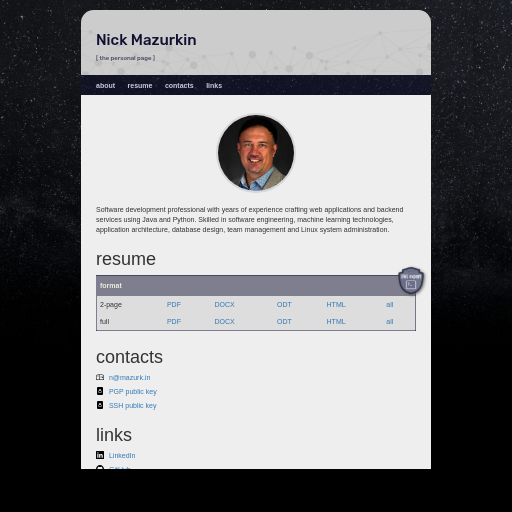 Nick Mazurkin
[ the personal page ]
about resume contacts links
Software development professional with years of experience crafting web applications and backend
services using Java and Python. Skilled in software engineering, machine learning technologies,
application architecture, database design, team management and Linux system administration.
resume
format
2-page PDF DOCX ODT HTML all
full PDF DOCX ODT HTML all
contacts
n@mazurk.in
PGP public key
SSH public key
links
LinkedIn